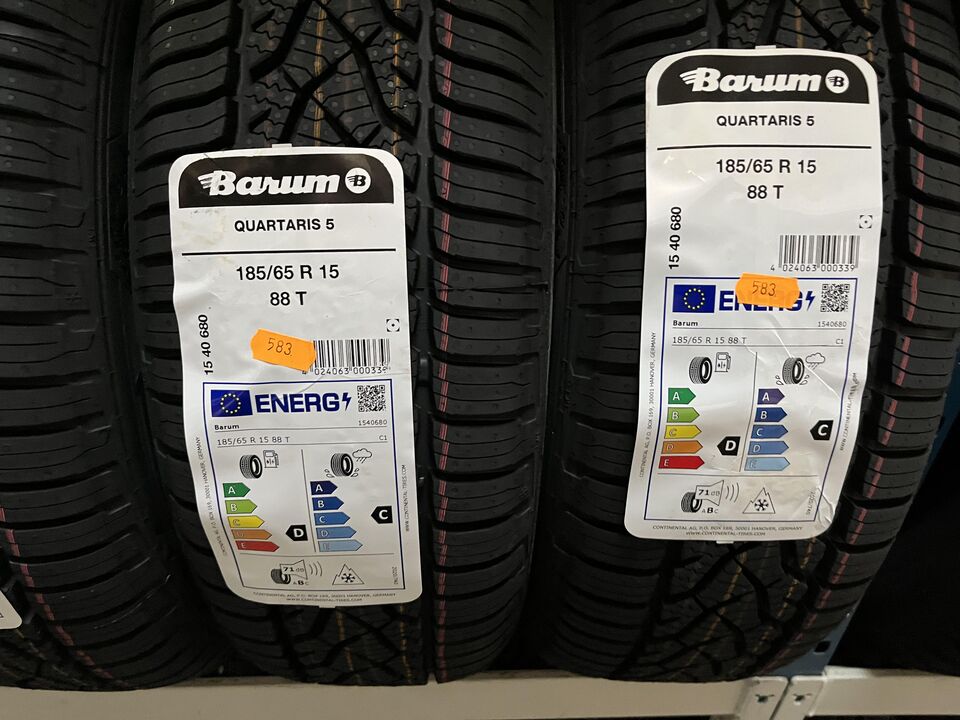 Barum B
QUARTARIS 5
185/65 R 15
88 T
15 40 680
583
4 024063 000339
ENERG
Barum 1540680
185/65 R 15 88 T C1
A
B
C
D
E
D
A
B
C
D
E
C
71 dB
ABC
CONTINENTAL AG, P.O. BOX 169, 30001 HANOVER, GERMANY
WWW.CONTINENTAL-TIRES.COM
Barum B
QUARTARIS 5
185/65 R 15
88 T
15 40 680
4 024063 000339
583
ENERG
Barum 1540680
185/65 R 15 88 T C1
A
B
C
D
E
D
A
B
C
D
E
C
71 dB
ABC
CONTINENTAL AG, P.O. BOX 169, 30001 HANOVER, GERMANY
WWW.CONTINENTAL-TIRES.COM